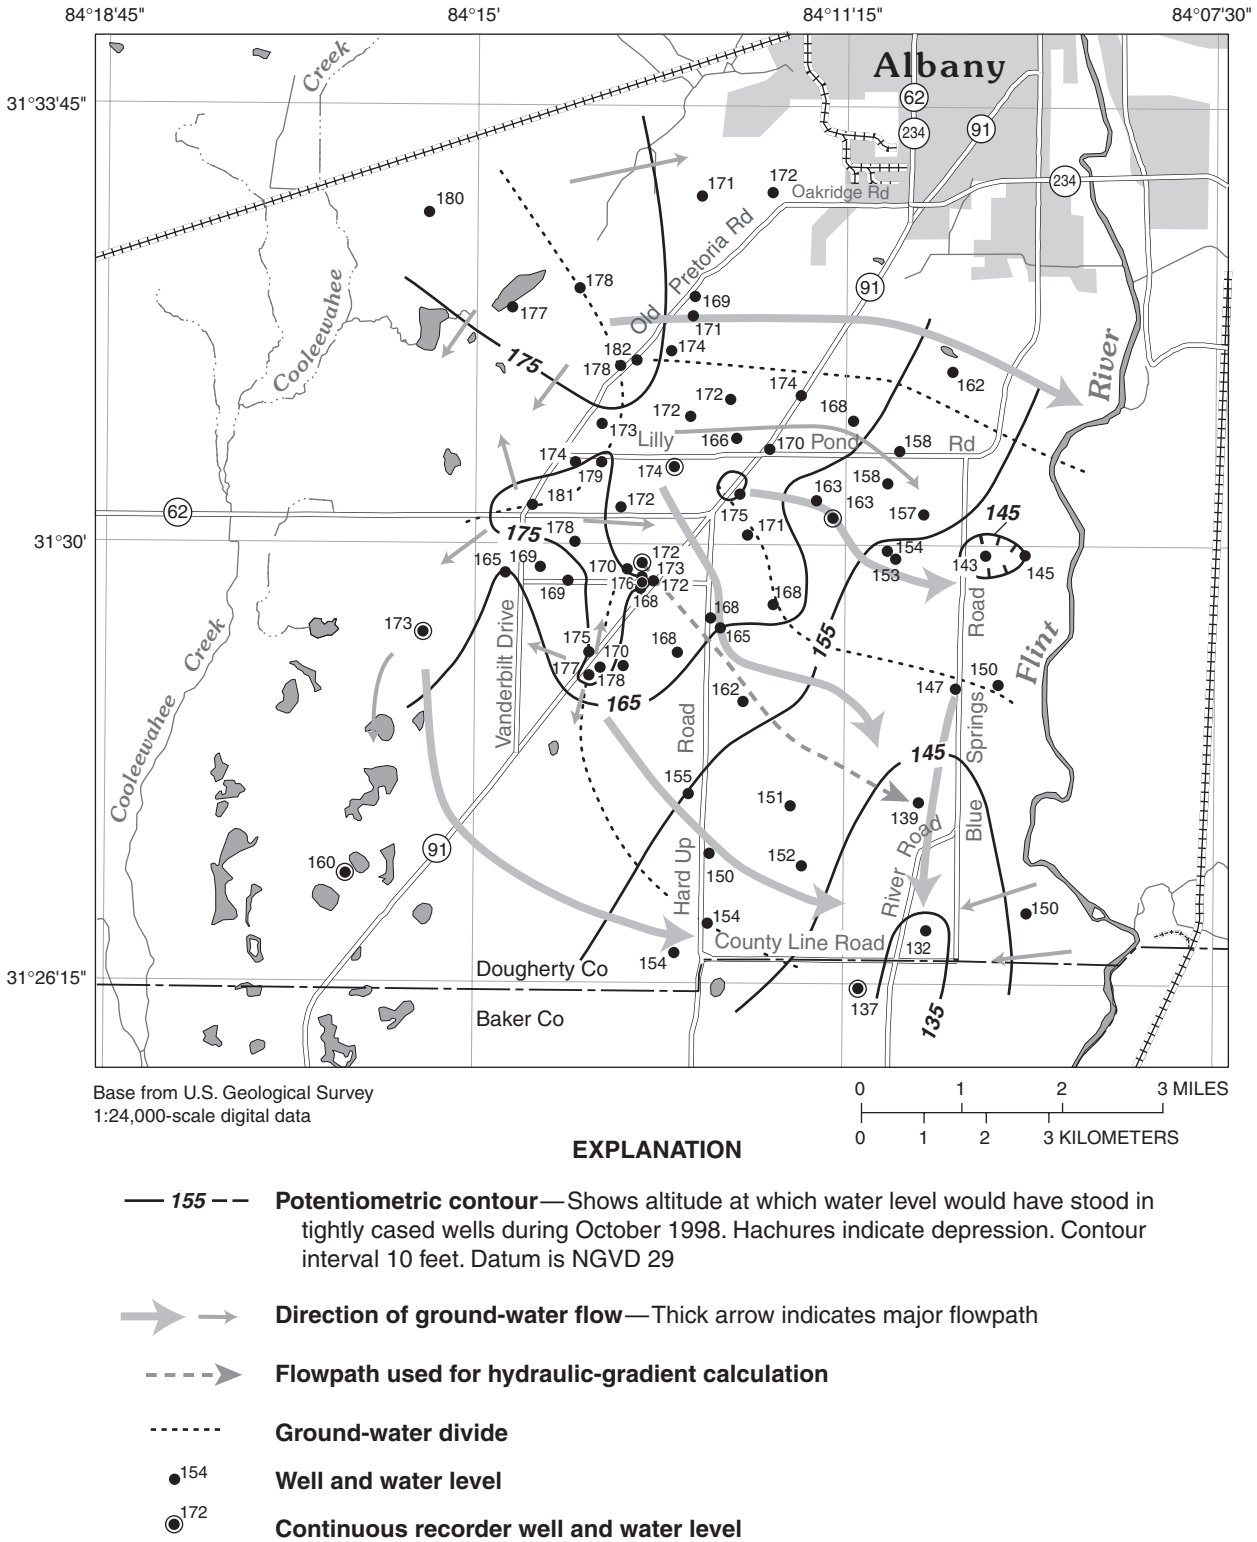 84°18'45"
84°15'
84°11'15"
84°07'30"
Albany
Creek
62
31°33'45"
234
91
171
172
Oakridge Rd
234
180
Old Pretoria Rd
178
91
177
169
171
Cooleewahee
River
182
174
175
178
162
172
174
172
168
173
Lilly
166
170
Pond
158
Rd
174
179
174
158
181
163
62
172
163
145
175
157
31°30'
175
178
171
154
172
165
169
170
173
143
176
172
153
145
169
168
168
168
173
Road
175
168
165
155
Vanderbilt Drive
170
Flint
Creek
177
178
150
147
165
162
Road
Springs
145
Cooleewahee
155
151
139
Blue
91
River Road
160
152
Hard Up
150
154
150
County Line Road
132
154
31°26'15"
Dougherty Co
137
135
Baker Co
Base from U.S. Geological Survey
1:24,000-scale digital data
0 1 2 3 MILES
0 1 2 3 KILOMETERS
EXPLANATION
155
Potentiometric contour—Shows altitude at which water level would have stood in
tightly cased wells during October 1998. Hachures indicate depression. Contour
interval 10 feet. Datum is NGVD 29
Direction of ground-water flow—Thick arrow indicates major flowpath
Flowpath used for hydraulic-gradient calculation
Ground-water divide
154
Well and water level
172
Continuous recorder well and water level